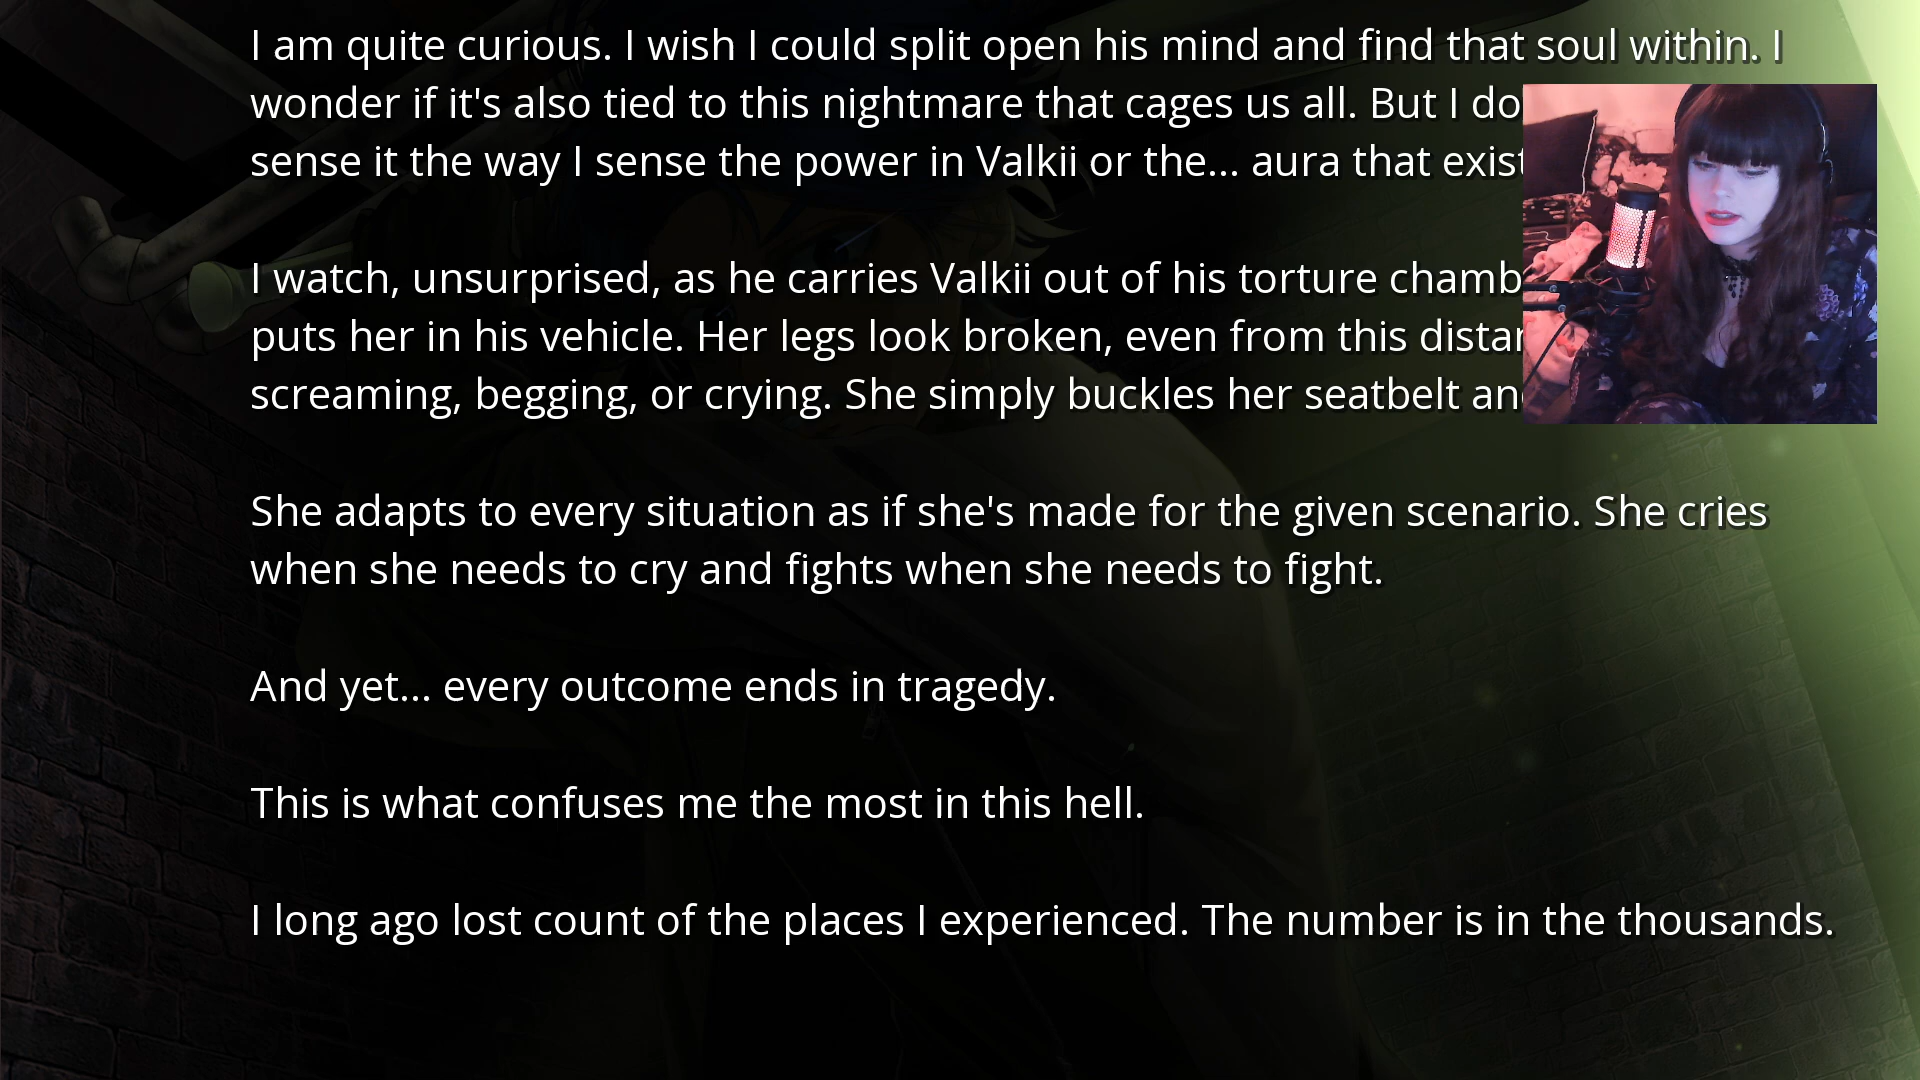 I am quite curious. I wish I could split open his mind and find that soul within. I
wonder if it's also tied to this nightmare that cages us all. But I do
sense it the way I sense the power in Valkii or the... aura that exist
I watch, unsurprised, as he carries Valkii out of his torture
puts her in his vehicle. Her legs look broken, even from this
screaming, begging, or crying. She simply buckles her seatbelt
She adapts to every situation as if she's made for the given scenario. She cries
when she needs to cry and fights when she needs to fight.
And yet... every outcome ends in tragedy.
This is what confuses me the most in this hell.
I long ago lost count of the places I experienced. The number is in the thousands.